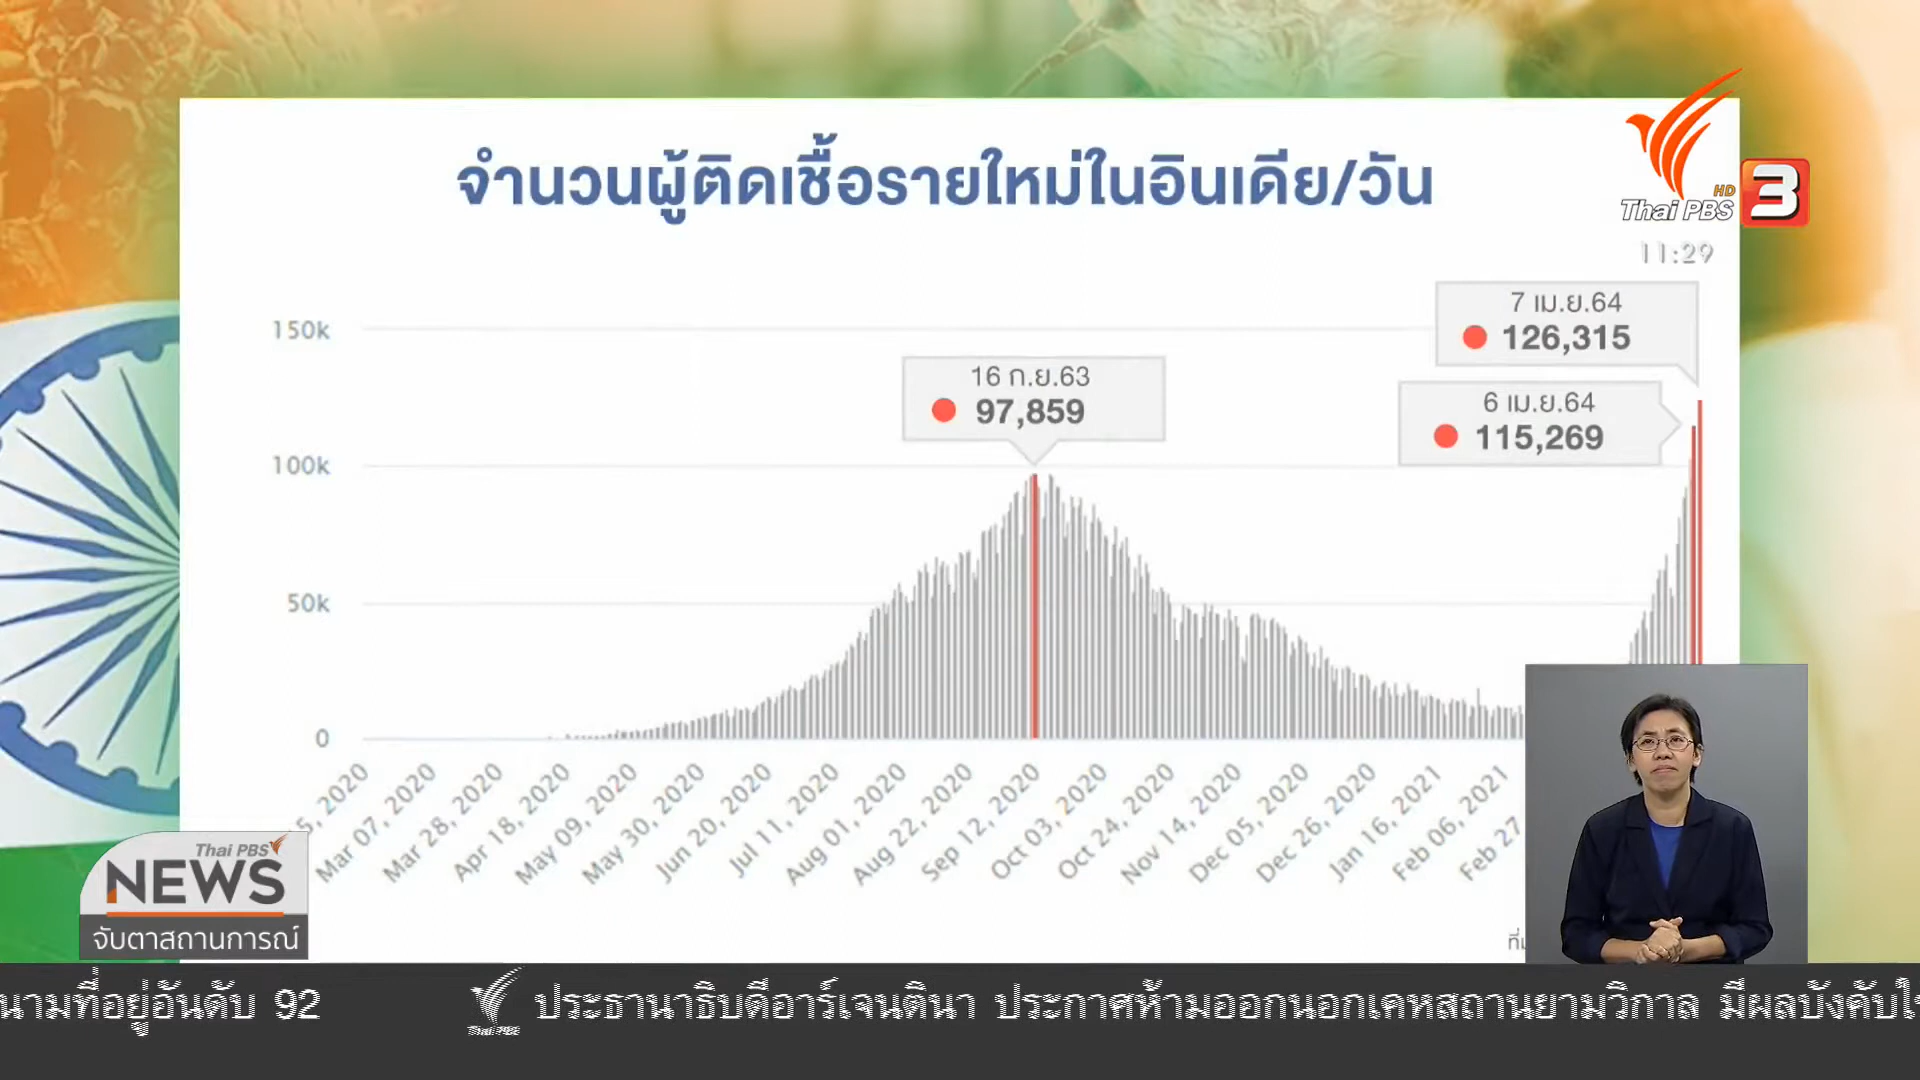 จำนวนผู้ติดเชื้อรายใหม่ในอินเดีย/วัน
HD
Thai PBS 3
11:29
7 เม.ย.64
126,315
16 ก.ย.63
97,859
6 เม.ย.64
115,269
150k
100k
50k
0
5, 2020
Mar 07, 2020
Mar 28, 2020
Apr 18, 2020
May 09, 2020
May 30, 2020
Jun 20, 2020
Jul 11, 2020
Aug 01, 2020
Aug 22, 2020
Sep 12, 2020
Oct 03, 2020
Oct 24, 2020
Nov 14, 2020
Dec 05, 2020
Dec 26, 2020
Jan 16, 2021
Feb 06, 2021
Feb 27
Thai PBS
NEWS
จับตาสถานการณ์
นามที่อยู่อันดับ 92 Thai PBS ประธานาธิบดีอาร์เจนตินา ประกาศห้ามออกนอกเคหสถานยามวิกาล มีผลบังคับใ